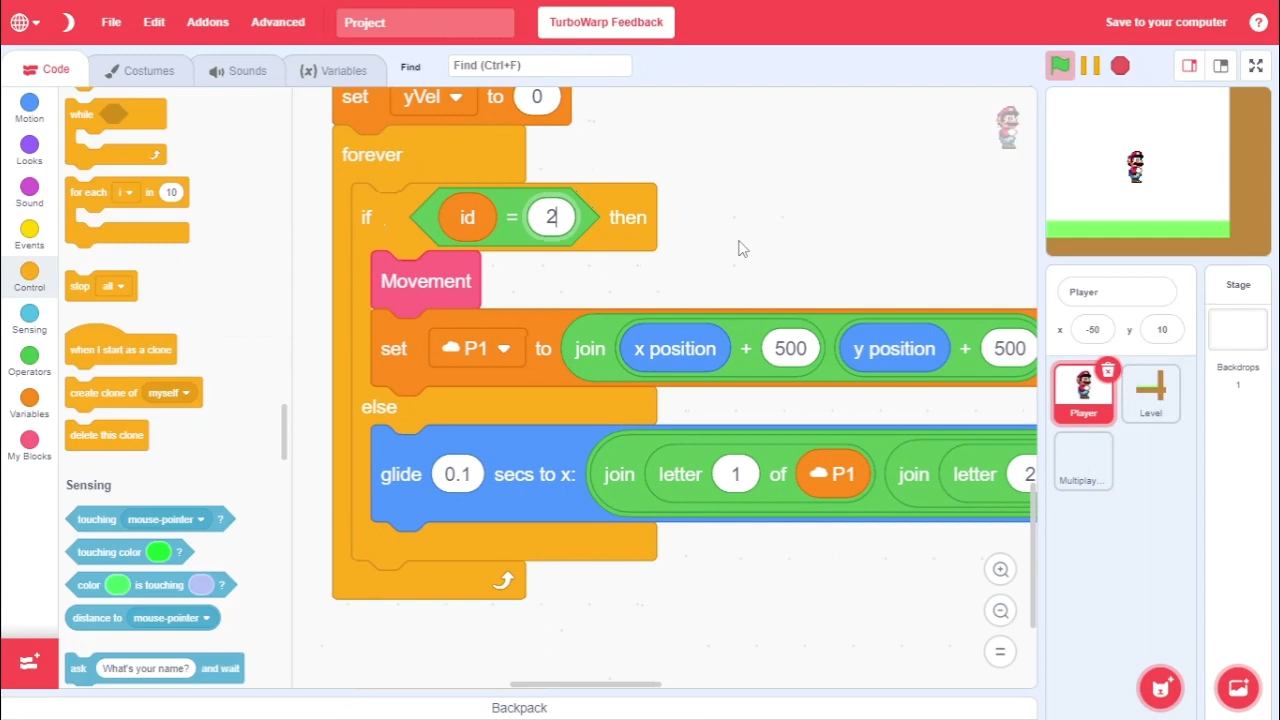 File Edit Addons Advanced Project TurboWarp Feedback Save to your computer ?
Code Costumes Sounds (x) Variables Find Find (Ctrl+F)
Motion
Looks
Sound
Events
Control
Sensing
Operators
Variables
My Blocks
while
for each i in 10
stop all
when I start as a clone
create clone of myself
delete this clone
Sensing
touching mouse-pointer ?
touching color ?
color is touching ?
distance to mouse-pointer
ask What's your name? and wait
set yVel to 0
forever
if id = 2 then
Movement
set P1 to join x position + 500 y position + 500
else
glide 0.1 secs to x: join letter 1 of P1 join letter 2
Player
x -50 y 10
Player
Level
Multiplay...
Stage
Backdrops
1
Backpack